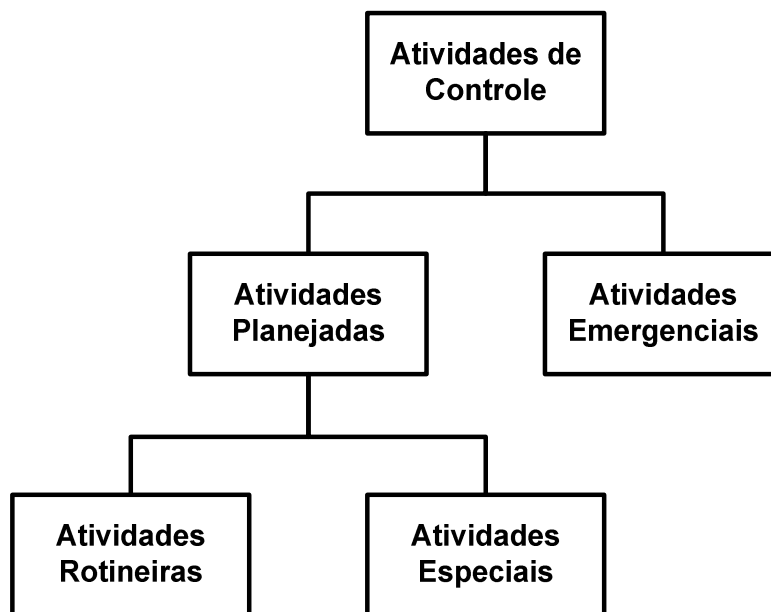 Atividades de
Controle
Atividades
Planejadas
Atividades
Emergenciais
Atividades
Rotineiras
Atividades
Especiais